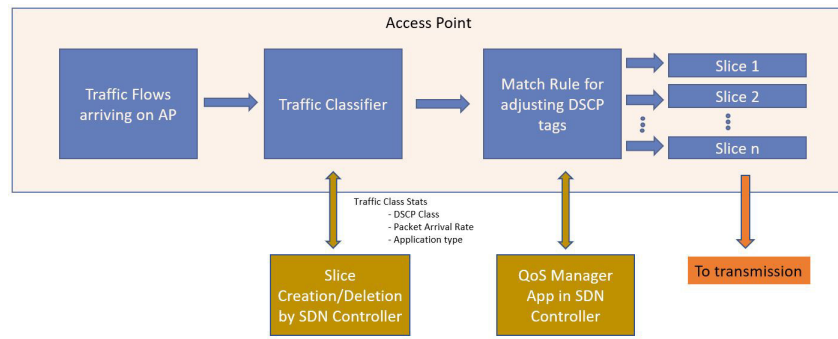 Access Point
Traffic Flows
arriving on AP
Traffic Classifier
Match Rule for
adjusting DSCP
tags
Slice 1
Slice 2
Slice n
Traffic Class Stats
- DSCP Class
- Packet Arrival Rate
- Application type
Slice
Creation/Deletion
by SDN Controller
QoS Manager
App in SDN
Controller
To transmission